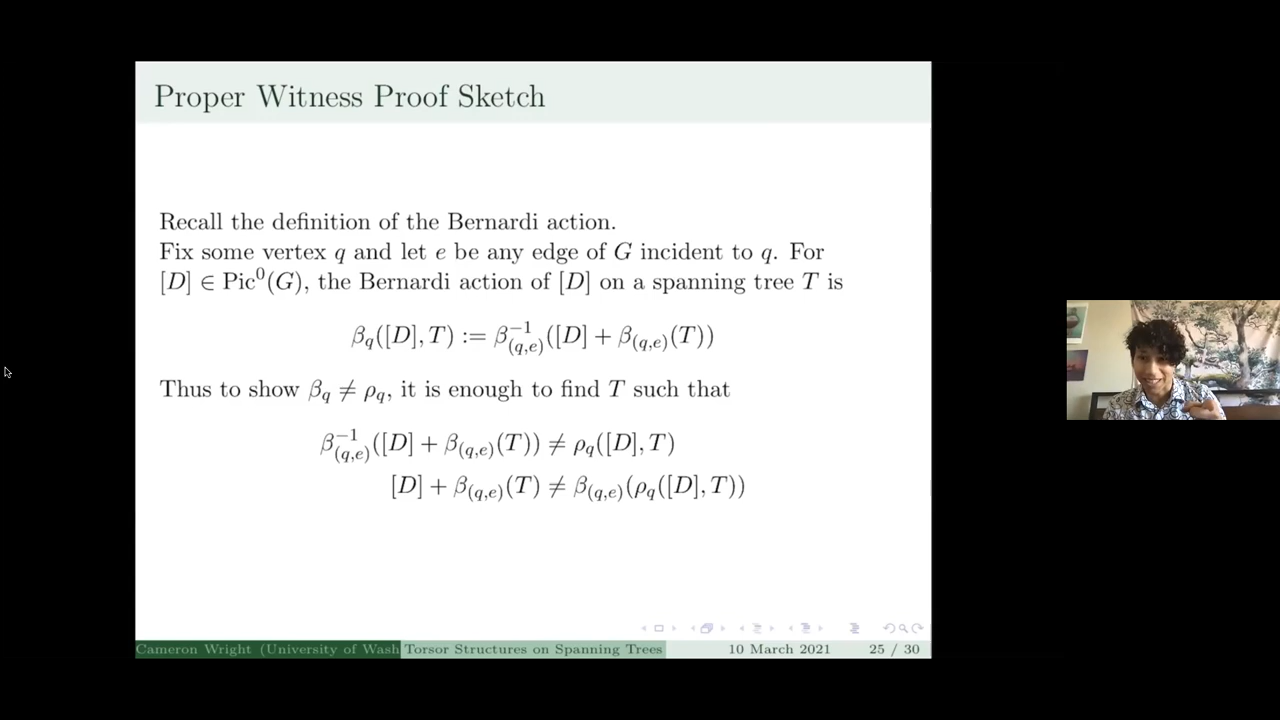 Proper Witness Proof Sketch
Recall the definition of the Bernardi action.
Fix some vertex q and let e be any edge of G incident to q. For
[D] ∈ Pic⁰(G), the Bernardi action of [D] on a spanning tree T is
β_q([D], T) := β⁻¹_(q,e)([D] + β_(q,e)(T))
Thus to show β_q ≠ ρ_q, it is enough to find T such that
β⁻¹_(q,e)([D] + β_(q,e)(T)) ≠ ρ_q([D], T)
[D] + β_(q,e)(T) ≠ β_(q,e)(ρ_q([D], T))
Cameron Wright (University of Wash Torsor Structures on Spanning Trees 10 March 2021 25 / 30